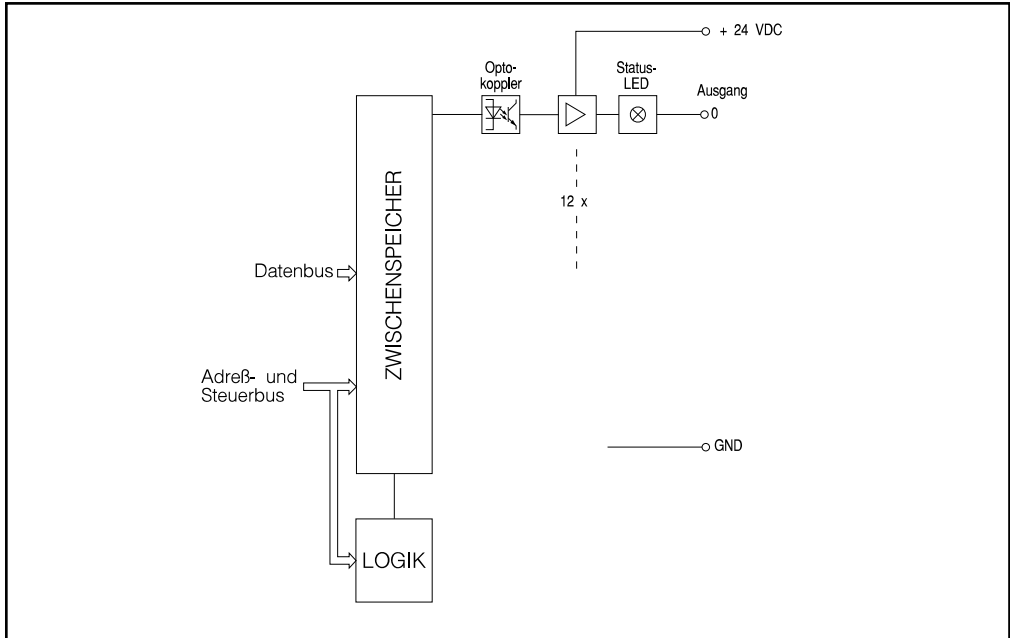 + 24 VDC
Opto-
koppler
Status-
LED
Ausgang
0
ZWISCHENSPEICHER
12 x
Datenbus
Adreß- und
Steuerbus
GND
LOGIK